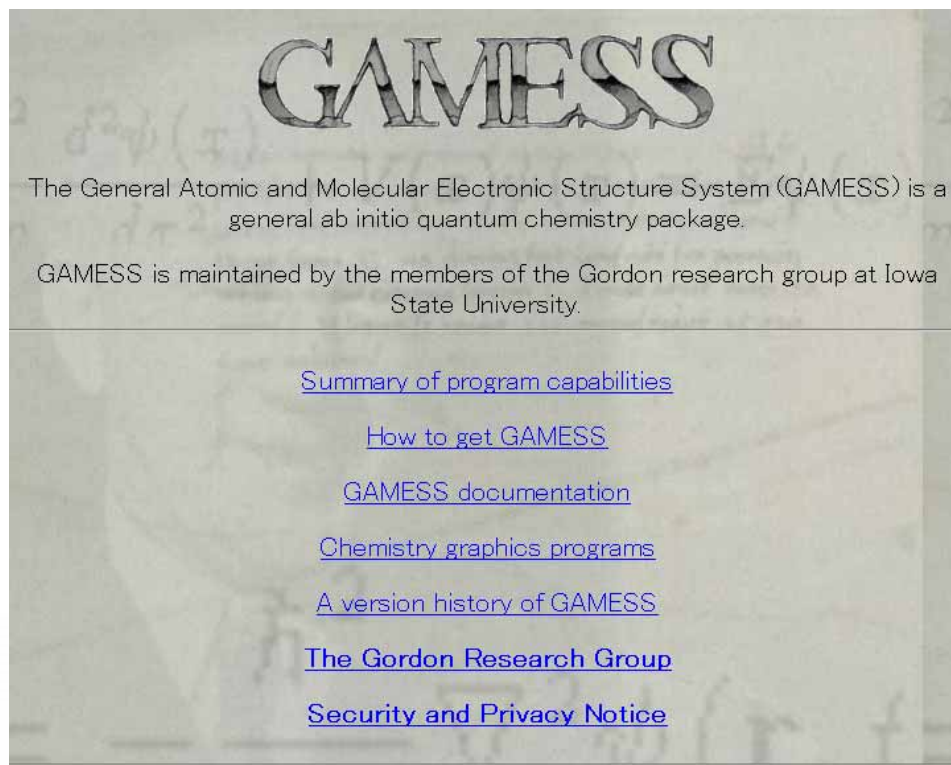 GAMESS
The General Atomic and Molecular Electronic Structure System (GAMESS) is a
general ab initio quantum chemistry package.
GAMESS is maintained by the members of the Gordon research group at Iowa
State University.
Summary of program capabilities
How to get GAMESS
GAMESS documentation
Chemistry graphics programs
A version history of GAMESS
The Gordon Research Group
Security and Privacy Notice